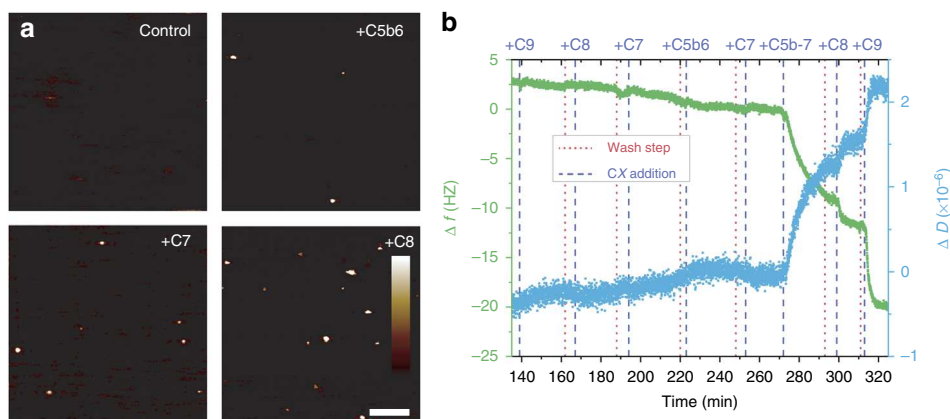 a
Control
+C5b6
+C7
+C8
b
+C9 +C8 +C7 +C5b6 +C7 +C5b-7 +C8 +C9
5
0
−5
−10
−15
−20
−25
Δ f (HZ)
Wash step
CX addition
2
1
0
−1
Δ D (×10⁻⁶)
140 160 180 200 220 240 260 280 300 320
Time (min)